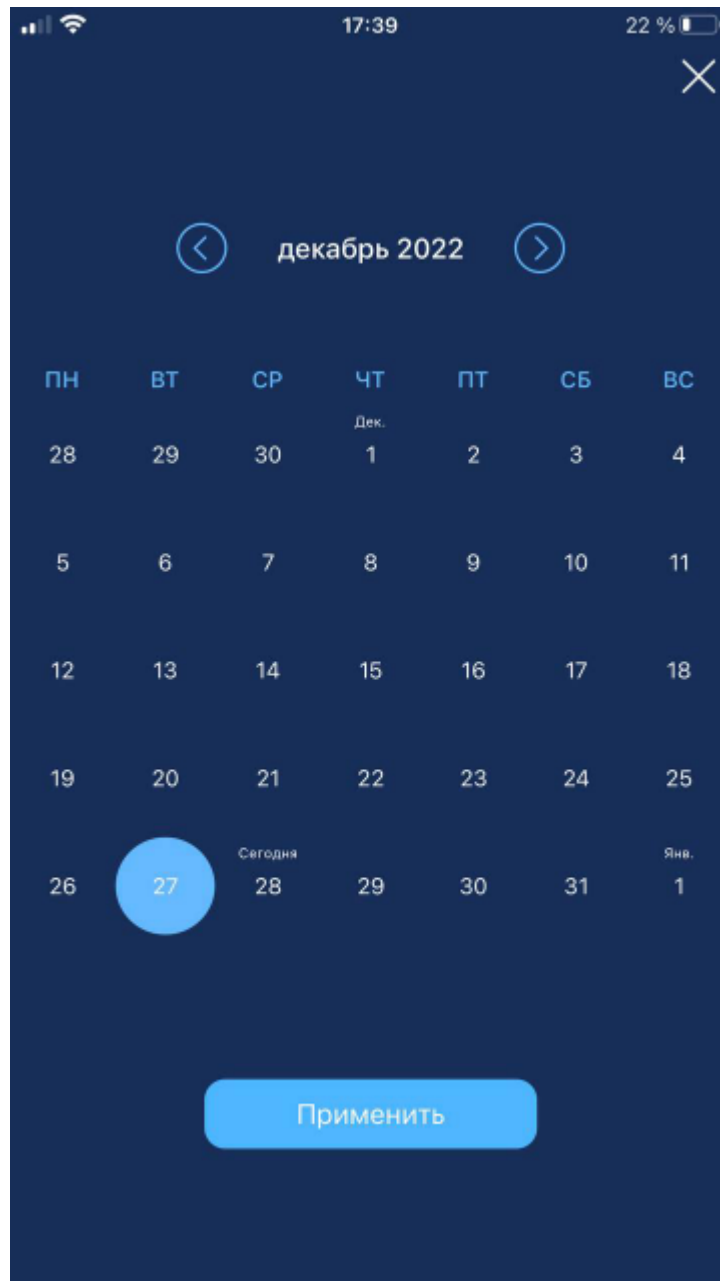 17:39 22 %
декабрь 2022
ПН ВТ СР ЧТ ПТ СБ ВС
Дек.
28 29 30 1 2 3 4
5 6 7 8 9 10 11
12 13 14 15 16 17 18
19 20 21 22 23 24 25
Сегодня Янв.
26 27 28 29 30 31 1
Применить